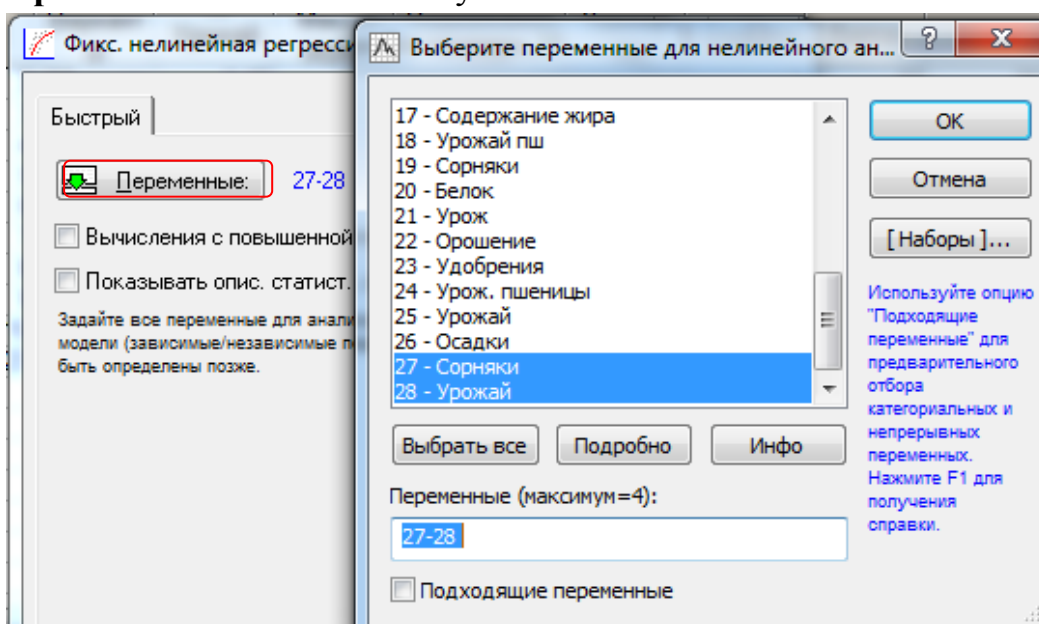 Фикс. нелинейная регресси
Быстрый
Переменные: 27-28
Вычисления с повышенной
Показывать опис. статист.
Задайте все переменные для анали
модели (зависимые/независимые п
быть определены позже.
Выберите переменные для нелинейного ан...
17 - Содержание жира
18 - Урожай пш
19 - Сорняки
20 - Белок
21 - Урож
22 - Орошение
23 - Удобрения
24 - Урож. пшеницы
25 - Урожай
26 - Осадки
27 - Сорняки
28 - Урожай
Выбрать все Подробно Инфо
Переменные (максимум=4):
27-28
Подходящие переменные
OK
Отмена
[ Наборы ]...
Используйте опцию
"Подходящие
переменные" для
предварительного
отбора
категориальных и
непрерывных
переменных.
Нажмите F1 для
получения
справки.